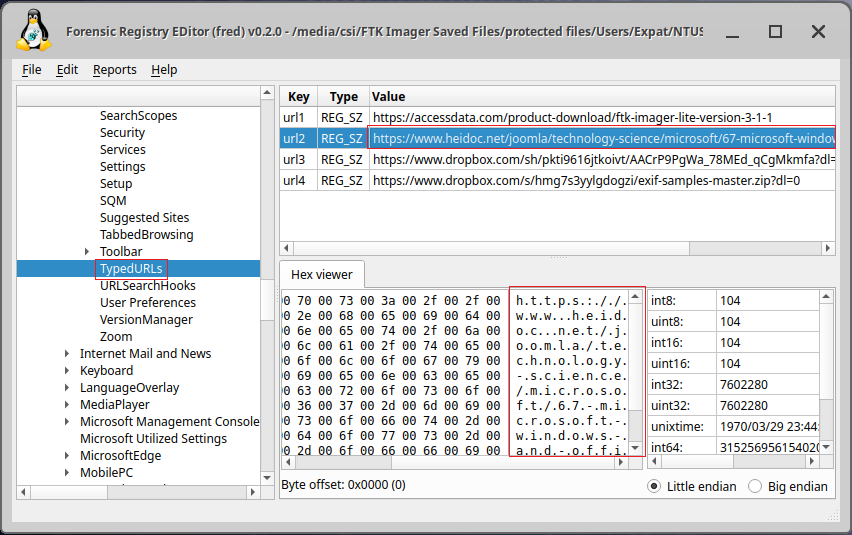 Forensic Registry EDitor (fred) v0.2.0 - /media/csi/FTK Imager Saved Files/protected files/Users/Expat/NTUS
File Edit Reports Help
SearchScopes
Security
Services
Settings
Setup
SQM
Suggested Sites
TabbedBrowsing
Toolbar
TypedURLs
URLSearchHooks
User Preferences
VersionManager
Zoom
Internet Mail and News
Keyboard
LanguageOverlay
MediaPlayer
Microsoft Management Console
Microsoft Utilized Settings
MicrosoftEdge
MobilePC
Key Type Value
url1 REG_SZ https://accessdata.com/product-download/ftk-imager-lite-version-3-1-1
url2 REG_SZ https://www.heidoc.net/joomla/technology-science/microsoft/67-microsoft-window
url3 REG_SZ https://www.dropbox.com/sh/pkti9616jtkoivt/AACrP9PgWa_78MEd_qCgMkmfa?dl=
url4 REG_SZ https://www.dropbox.com/s/hmg7s3yylgdogzi/exif-samples-master.zip?dl=0
Hex viewer
00 70 00 73 00 3a 00 2f 00 2f 00 h.t.t.p.s.:././.
00 2e 00 68 00 65 00 69 00 64 00 w.w.w...h.e.i.d.
00 6e 00 65 00 74 00 2f 00 6a 00 o.c...n.e.t./.j.
00 6c 00 61 00 2f 00 74 00 65 00 o.o.m.l.a./.t.e.
00 6f 00 6c 00 6f 00 67 00 79 00 c.h.n.o.l.o.g.y.
00 69 00 65 00 6e 00 63 00 65 00 -.s.c.i.e.n.c.e.
00 63 00 72 00 6f 00 73 00 6f 00 /.m.i.c.r.o.s.o.
00 36 00 37 00 2d 00 6d 00 69 00 f.t./.6.7.-.m.i.
00 73 00 6f 00 66 00 74 00 2d 00 c.r.o.s.o.f.t.-.
00 64 00 6f 00 77 00 73 00 2d 00 w.i.n.d.o.w.s.-.
00 2d 00 6f 00 66 00 66 00 69 00 a.n.d.-.o.f.f.i.
int8: 104
uint8: 104
int16: 104
uint16: 104
int32: 7602280
uint32: 7602280
unixtime: 1970/03/29 23:44:
int64: 315256956154020
Byte offset: 0x0000 (0)
Little endian Big endian